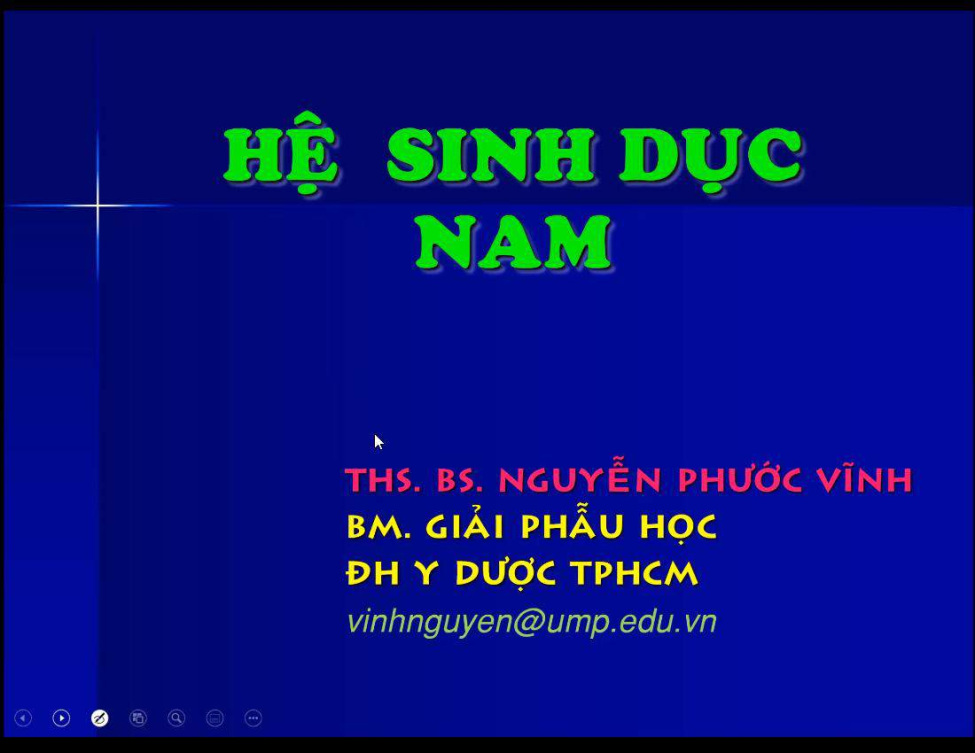 HỆ SINH DỤC
NAM
THS. BS. NGUYỄN PHƯỚC VĨNH
BM. GIẢI PHẪU HỌC
ĐH Y DƯỢC TPHCM
vinhnguyen@ump.edu.vn